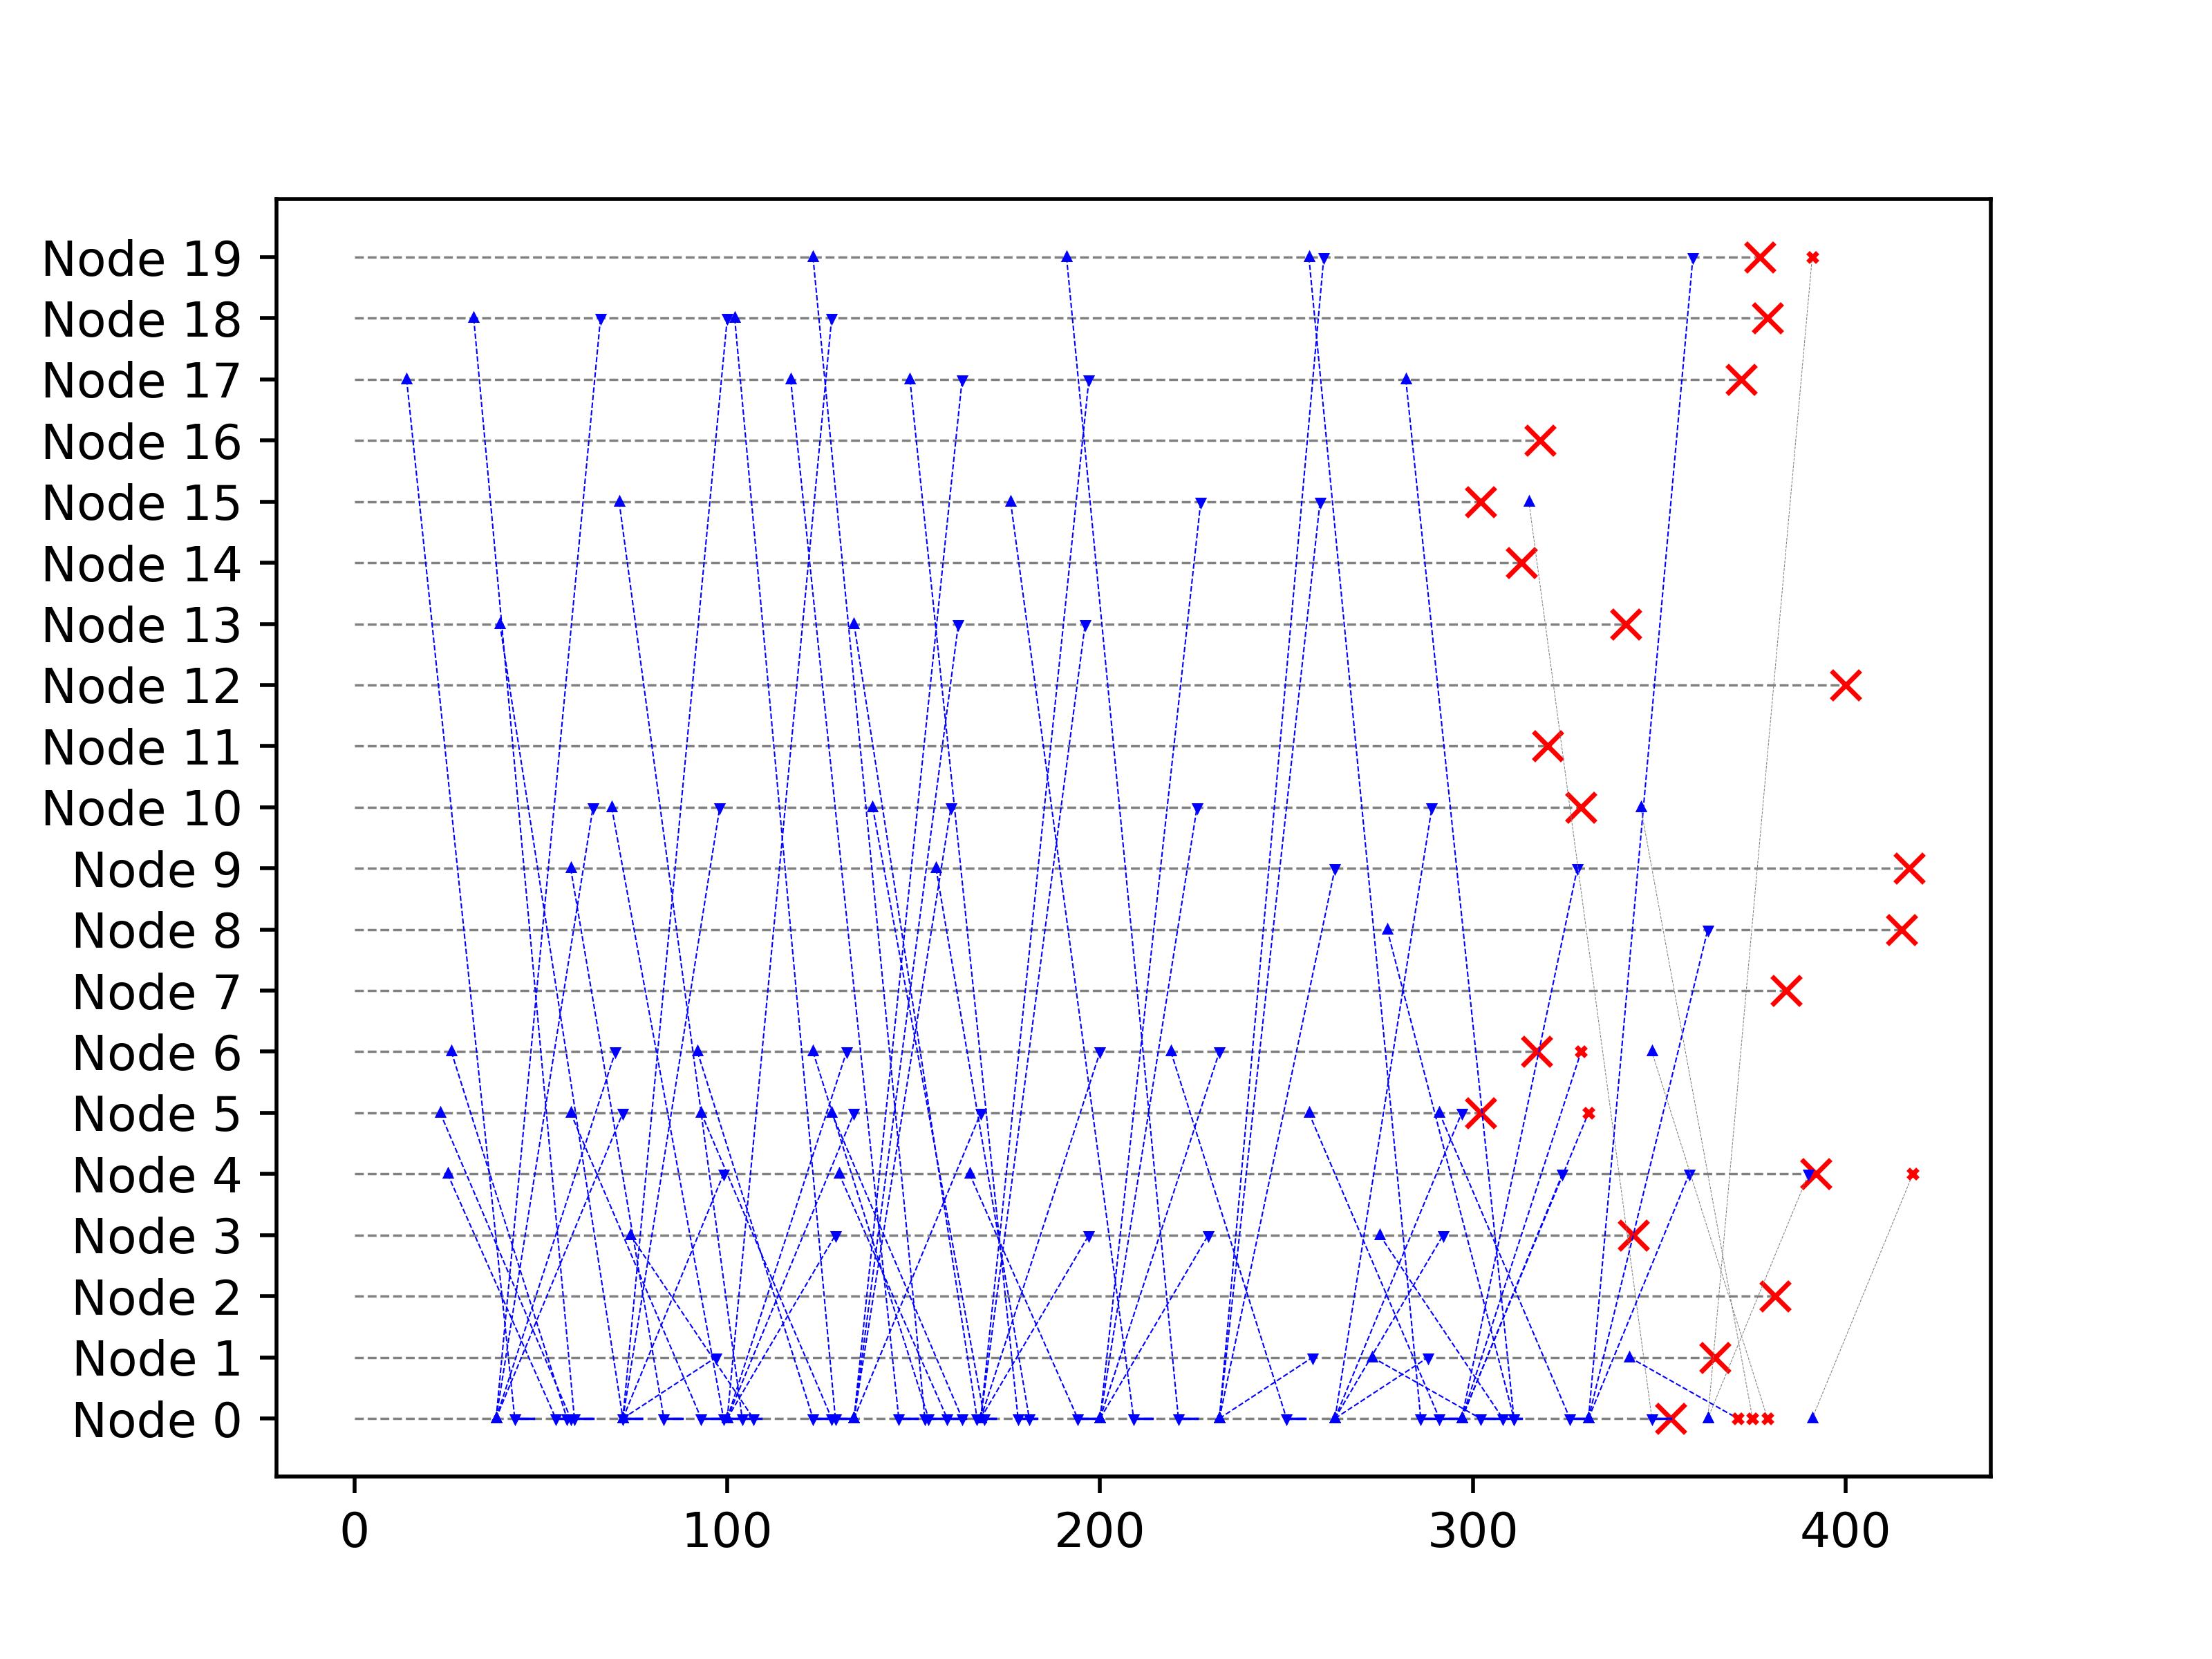 Node 19
Node 18
Node 17
Node 16
Node 15
Node 14
Node 13
Node 12
Node 11
Node 10
Node 9
Node 8
Node 7
Node 6
Node 5
Node 4
Node 3
Node 2
Node 1
Node 0
0 100 200 300 400